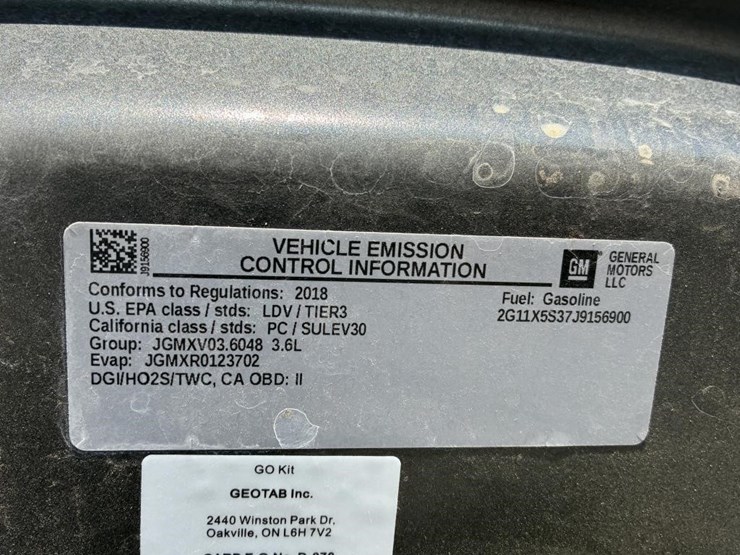 VEHICLE EMISSION
CONTROL INFORMATION
GM
GENERAL
MOTORS
LLC
J9156900
Conforms to Regulations: 2018
U.S. EPA class / stds: LDV / TIER3
California class / stds: PC / SULEV30
Group: JGMXV03.6048 3.6L
Evap: JGMXR0123702
DGI/HO2S/TWC, CA OBD: II
Fuel: Gasoline
2G11X5S37J9156900
GO Kit
GEOTAB Inc.
2440 Winston Park Dr,
Oakville, ON L6H 7V2